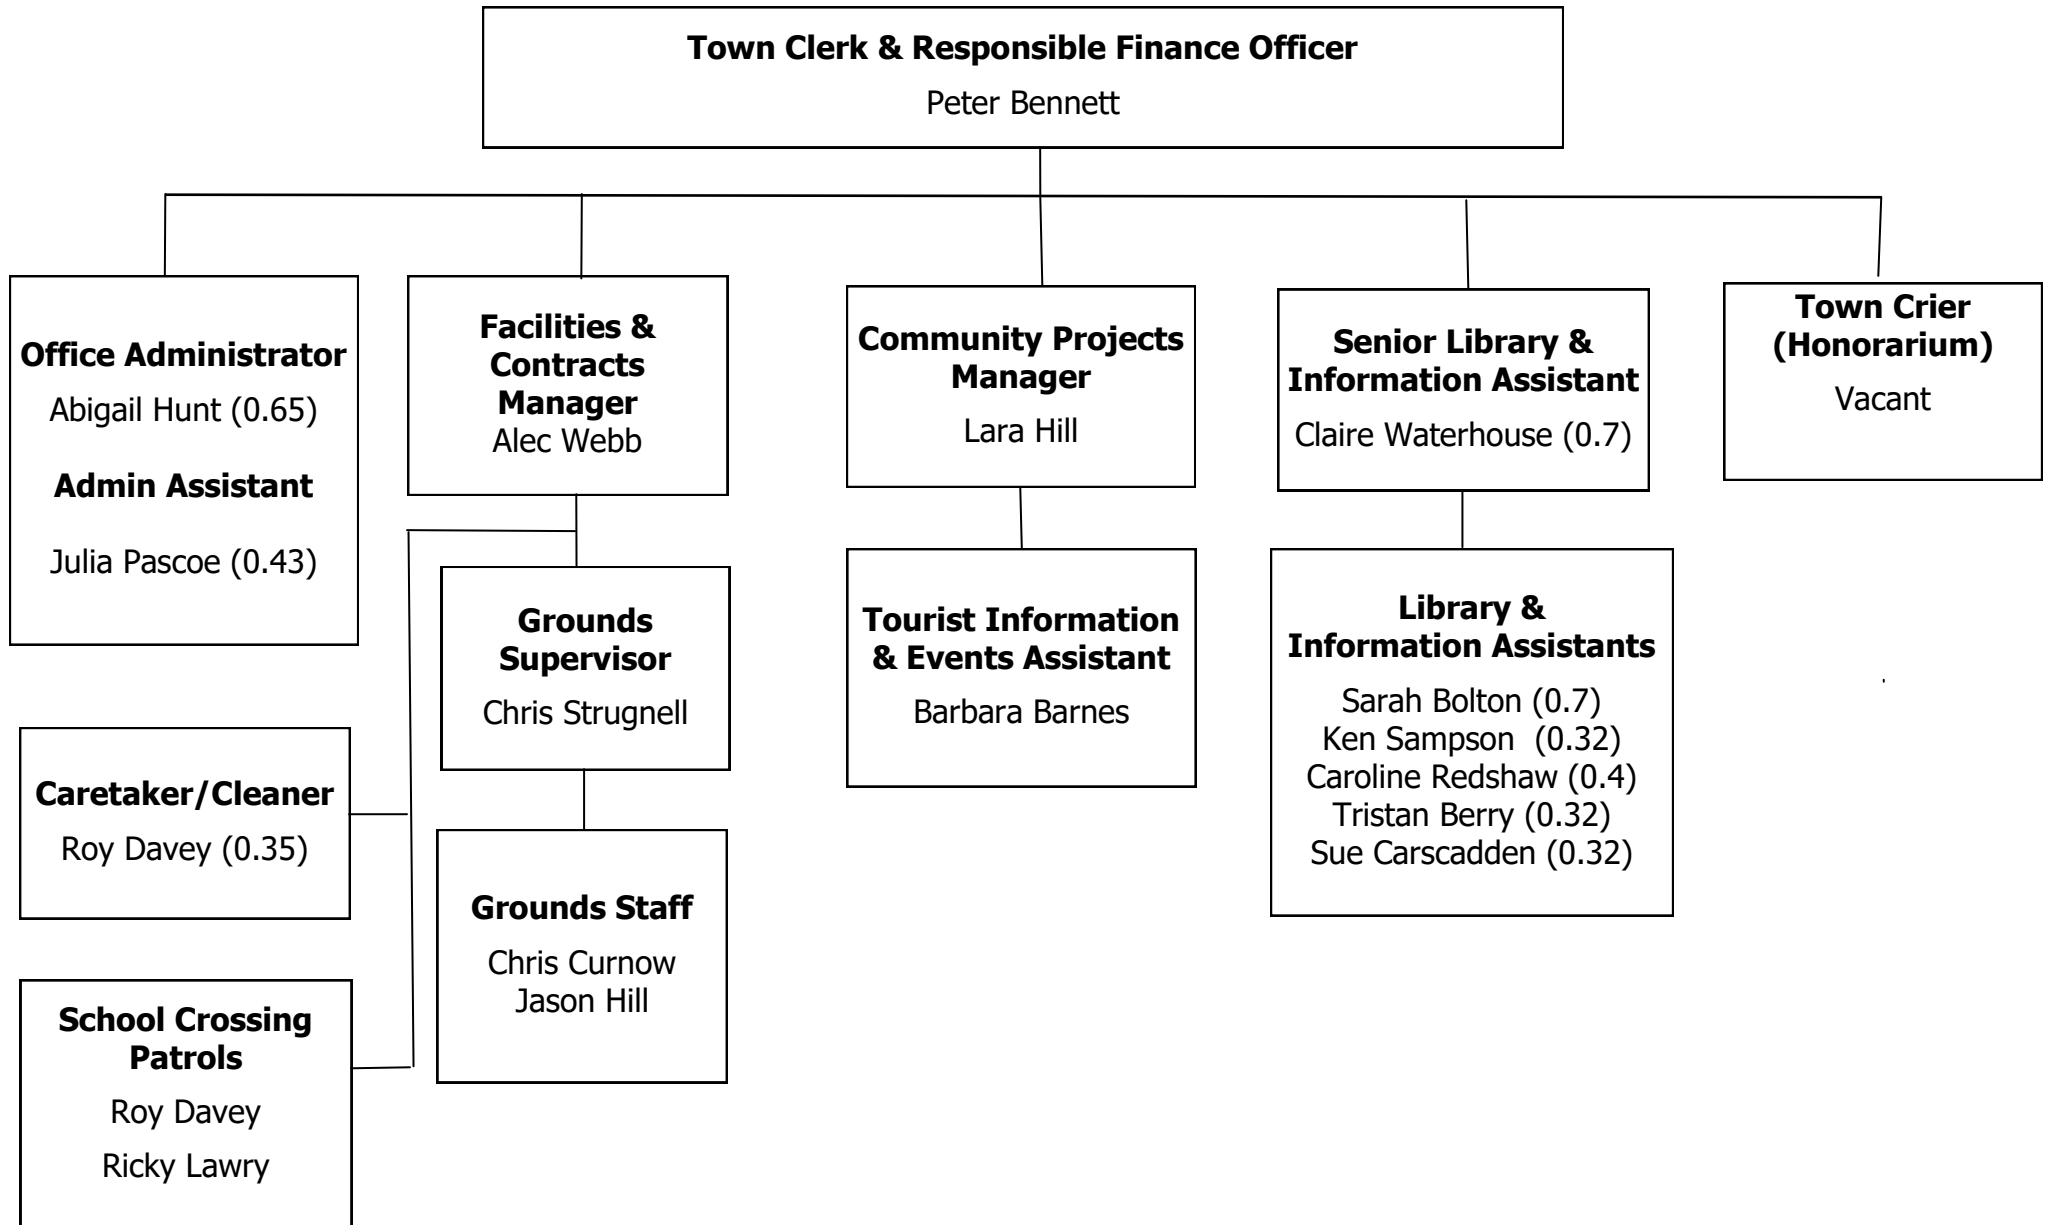 Town Clerk & Responsible Finance Officer
Peter Bennett
Office Administrator
Abigail Hunt (0.65)
Admin Assistant
Julia Pascoe (0.43)
Facilities &
Contracts
Manager
Alec Webb
Community Projects
Manager
Lara Hill
Senior Library &
Information Assistant
Claire Waterhouse (0.7)
Town Crier
(Honorarium)
Vacant
Grounds
Supervisor
Chris Strugnell
Tourist Information
& Events Assistant
Barbara Barnes
Library &
Information Assistants
Sarah Bolton (0.7)
Ken Sampson (0.32)
Caroline Redshaw (0.4)
Tristan Berry (0.32)
Sue Carscadden (0.32)
Caretaker/Cleaner
Roy Davey (0.35)
Grounds Staff
Chris Curnow
Jason Hill
School Crossing
Patrols
Roy Davey
Ricky Lawry